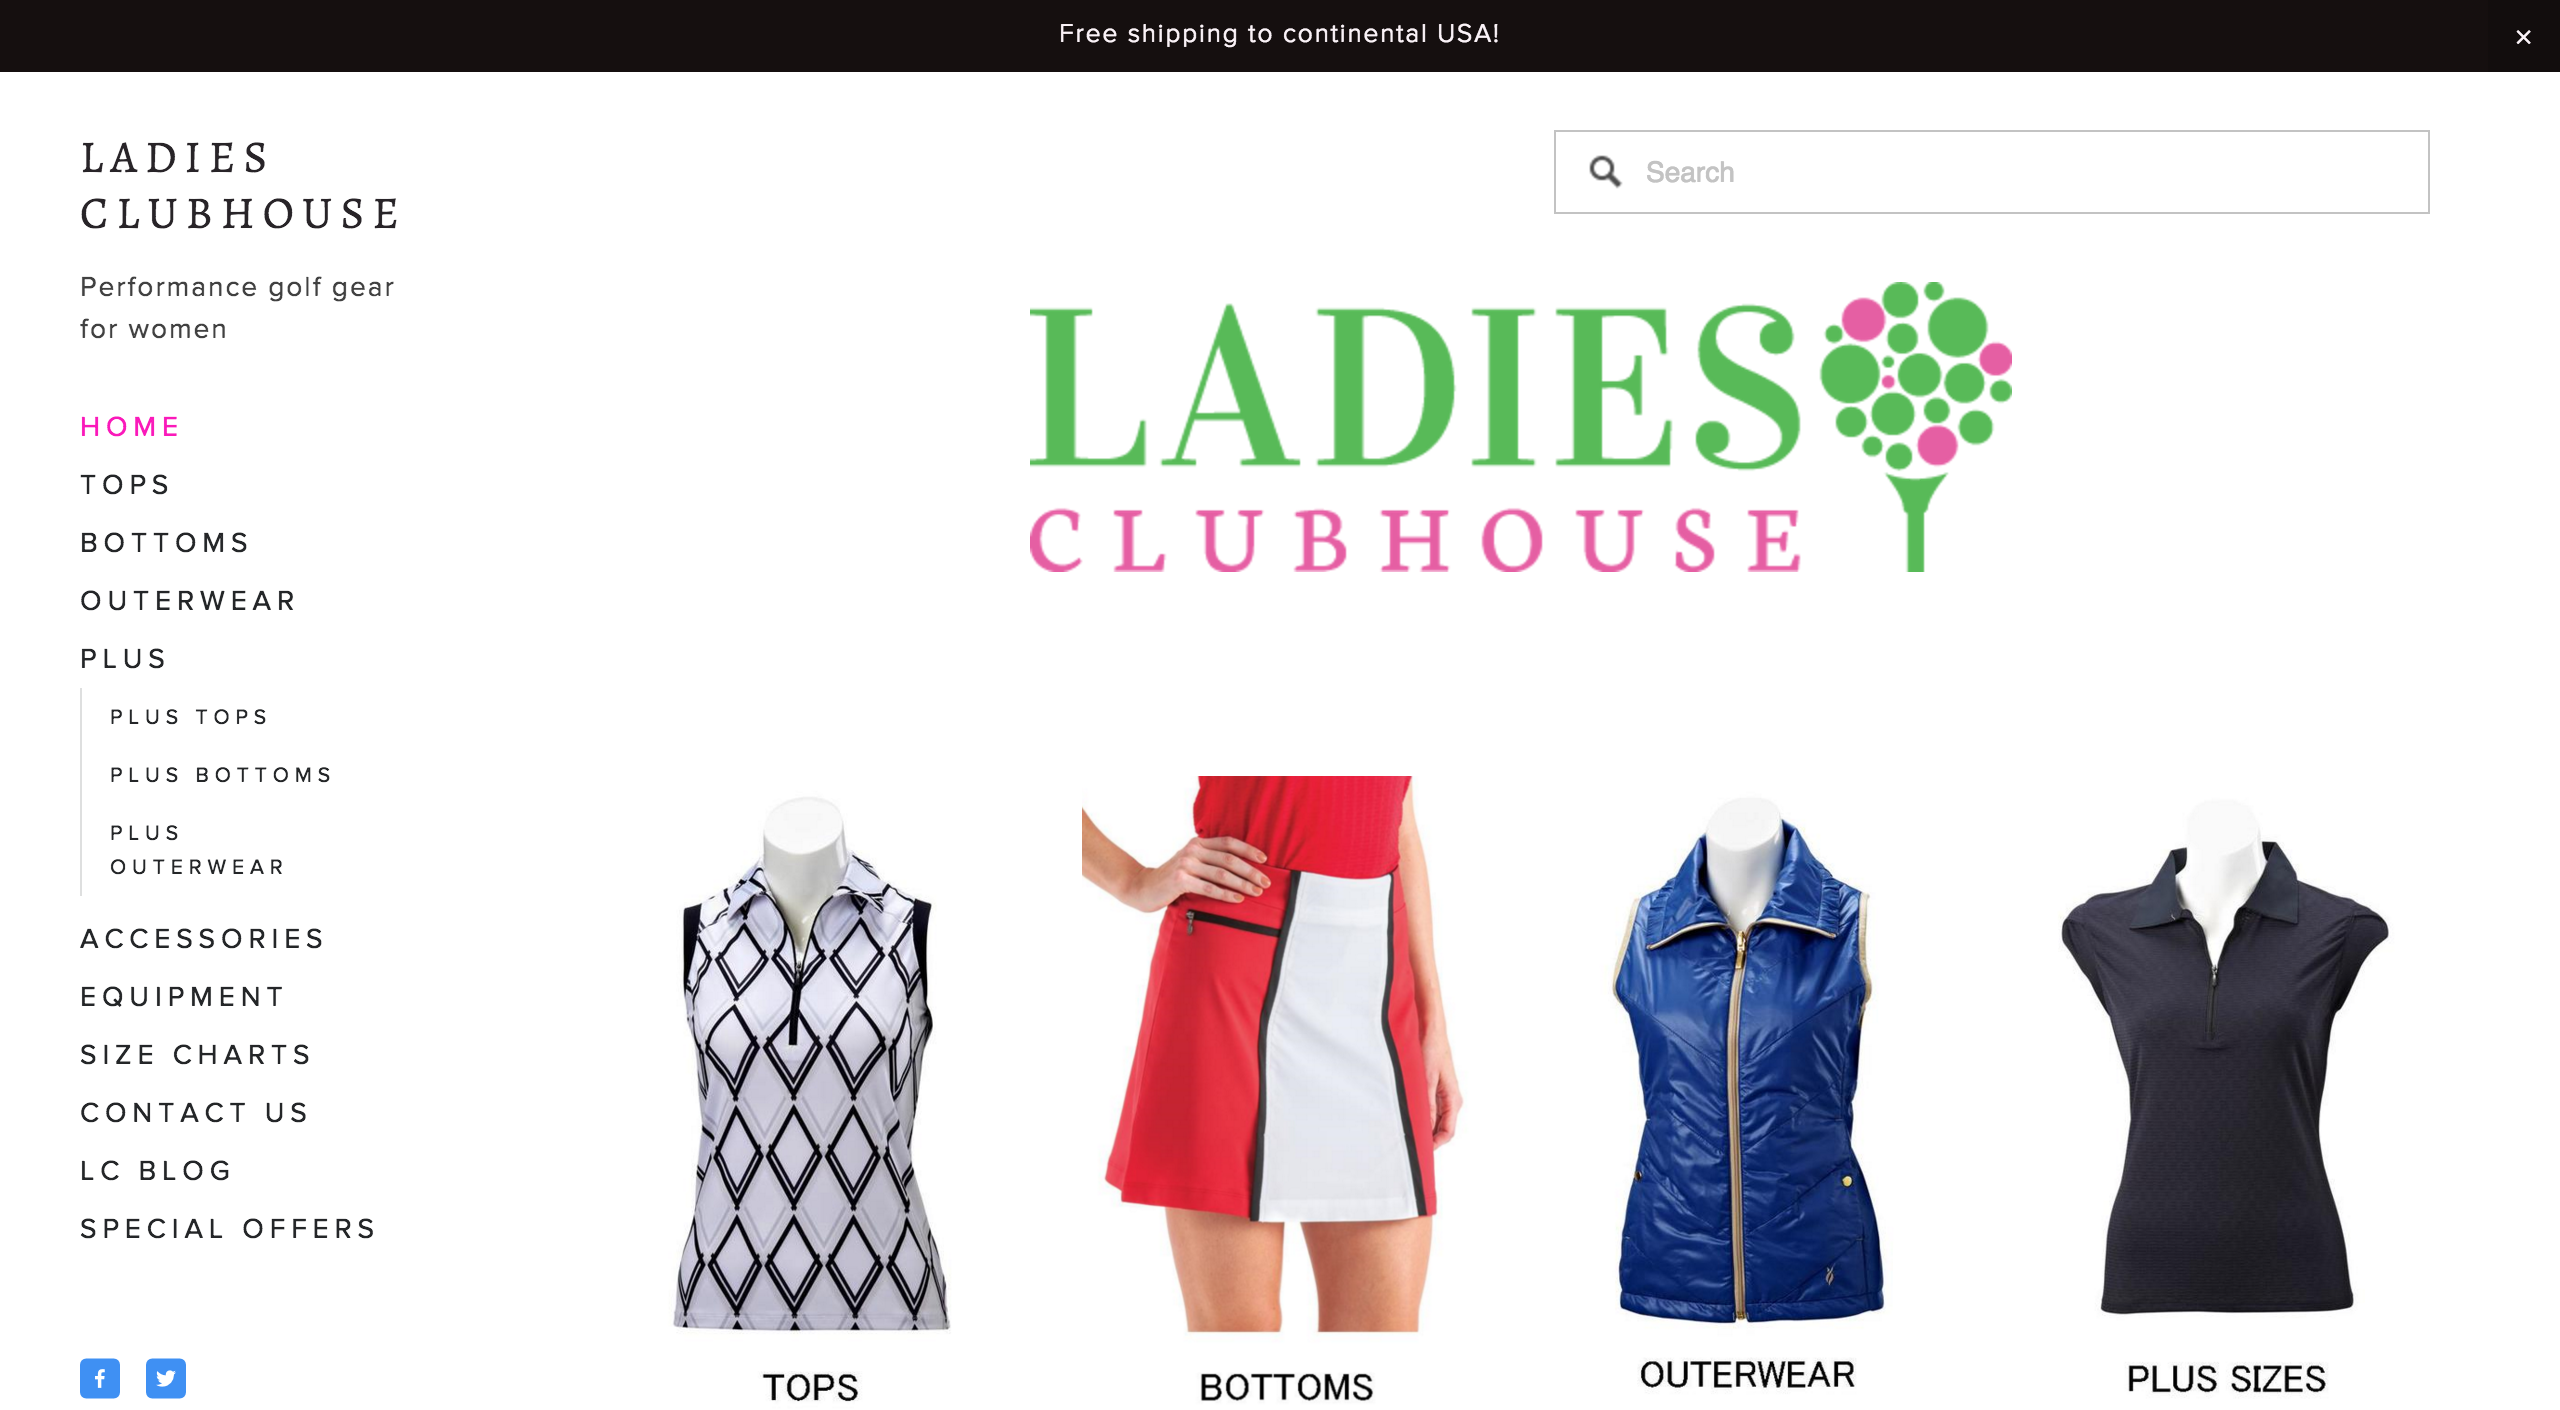 Free shipping to continental USA!
LADIES
CLUBHOUSE
Performance golf gear
for women
HOME
TOPS
BOTTOMS
OUTERWEAR
PLUS
PLUS TOPS
PLUS BOTTOMS
PLUS
OUTERWEAR
ACCESSORIES
EQUIPMENT
SIZE CHARTS
CONTACT US
LC BLOG
SPECIAL OFFERS
Search
LADIES
CLUBHOUSE
TOPS
BOTTOMS
OUTERWEAR
PLUS SIZES